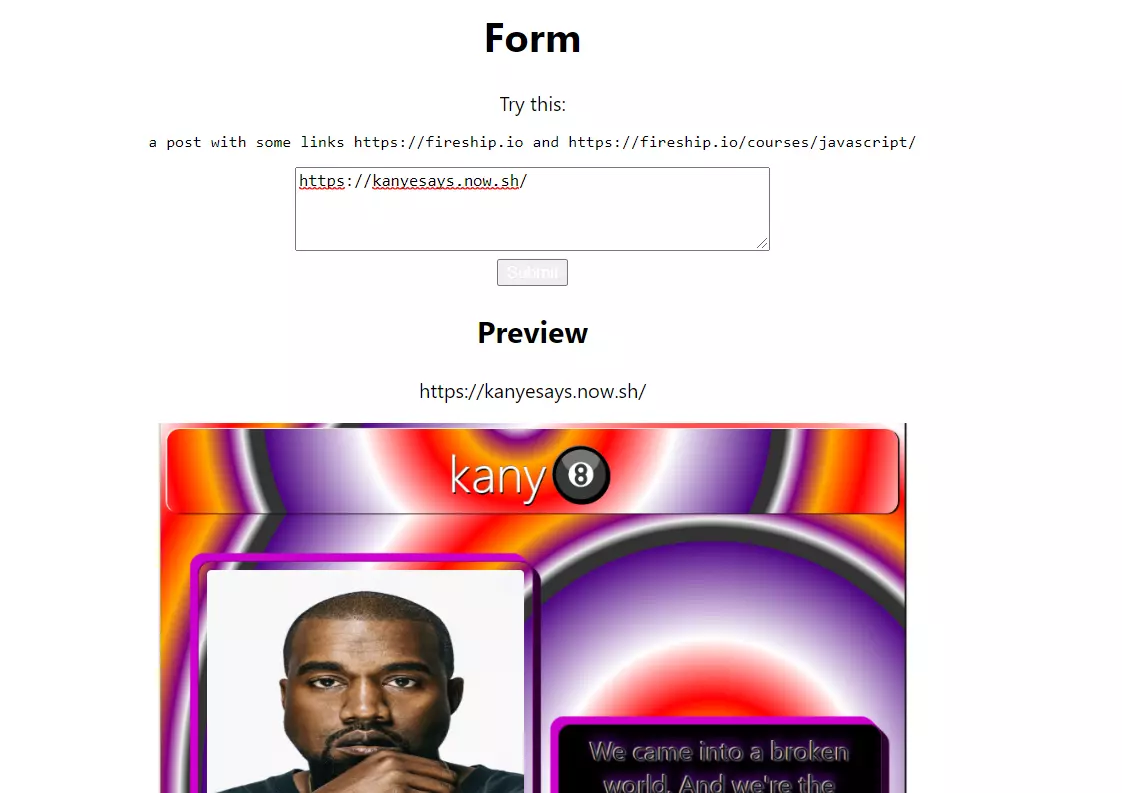 Form
Try this:
a post with some links https://fireship.io and https://fireship.io/courses/javascript/
https://kanyesays.now.sh/
Submit
Preview
https://kanyesays.now.sh/
kany8
We came into a broken
world. And we're the